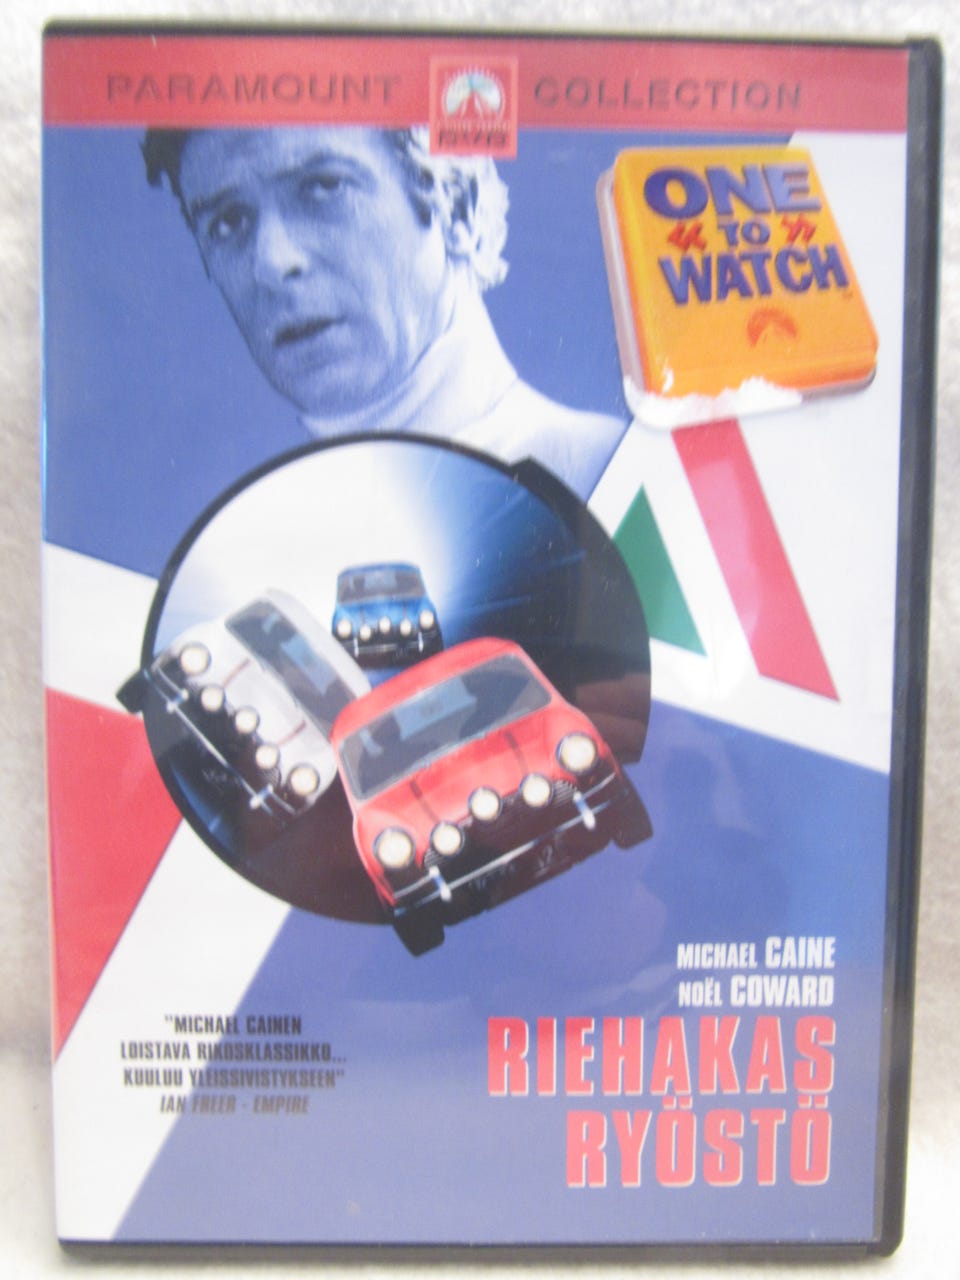 PARAMOUNT COLLECTION
ONE
« TO »
WATCH
MICHAEL CAINE
NOËL COWARD
RIEHAKAS
RYÖSTÖ
"MICHAEL CAINEN
LOISTAVA RIKOSKLASSIKKO...
KUULUU YLEISSIVISTYKSEEN"
IAN FREER - EMPIRE